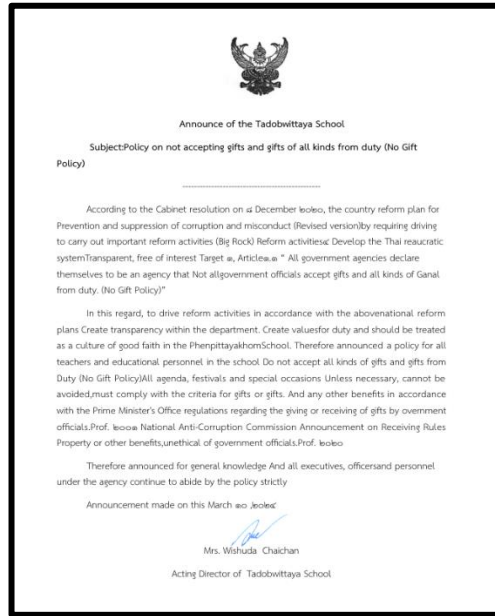 Announce of the Tadobwittaya School
Subject:Policy on not accepting gifts and gifts of all kinds from duty (No Gift
Policy)
According to the Cabinet resolution on ๘ December ๒๐๒๐, the country reform plan for
Prevention and suppression of corruption and misconduct (Revised version)by requiring driving
to carry out important reform activities (Big Rock) Reform activities๔ Develop the Thai reaucratic
systemTransparent, free of interest Target ๑, Article๑.๑ " All government agencies declare
themselves to be an agency that Not allgovernment officials accept gifts and all kinds of Ganal
from duty. (No Gift Policy)"
In this regard, to drive reform activities in accordance with the abovenational reform
plans Create transparency within the department. Create valuesfor duty and should be treated
as a culture of good faith in the PhenpittayakhomSchool. Therefore announced a policy for all
teachers and educational personnel in the school Do not accept all kinds of gifts and gifts from
Duty (No Gift Policy)All agenda, festivals and special occasions Unless necessary, cannot be
avoided,must comply with the criteria for gifts or gifts. And any other benefits in accordance
with the Prime Minister's Office regulations regarding the giving or receiving of gifts by overnment
officials.Prof. ๒๐๐๑ National Anti-Corruption Commission Announcement on Receiving Rules
Property or other benefits,unethical of government officials.Prof. ๒๐๒๐
Therefore announced for general knowledge And all executives, officersand personnel
under the agency continue to abide by the policy strictly
Announcement made on this March ๑๐ ,๒๐๒๔
Mrs. Wishuda Chaichan
Acting Director of Tadobwittaya School